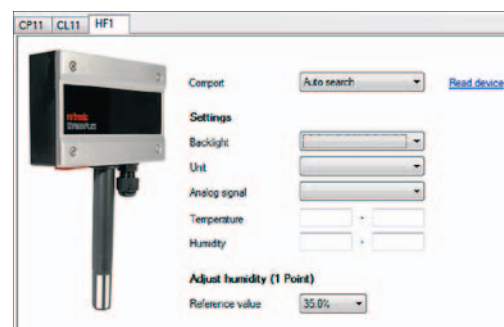 CP11 CL11 HF1
Comport Auto search Read device
rotronic
Settings
Backlight
Unit
Analog signal
Temperature -
Humidity -
Adjust humidity (1 Point)
Reference value 35.0%